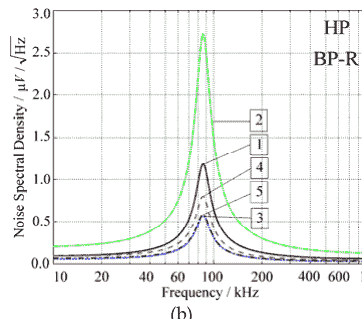 (b)
3.0
2.5
2.0
1.5
1.0
0.5
0.0
Noise Spectral Density / µV / √Hz
HP
BP-R
2
1
4
5
3
10 20 40 60 100 200 400 600
Frequency / kHz
(b)